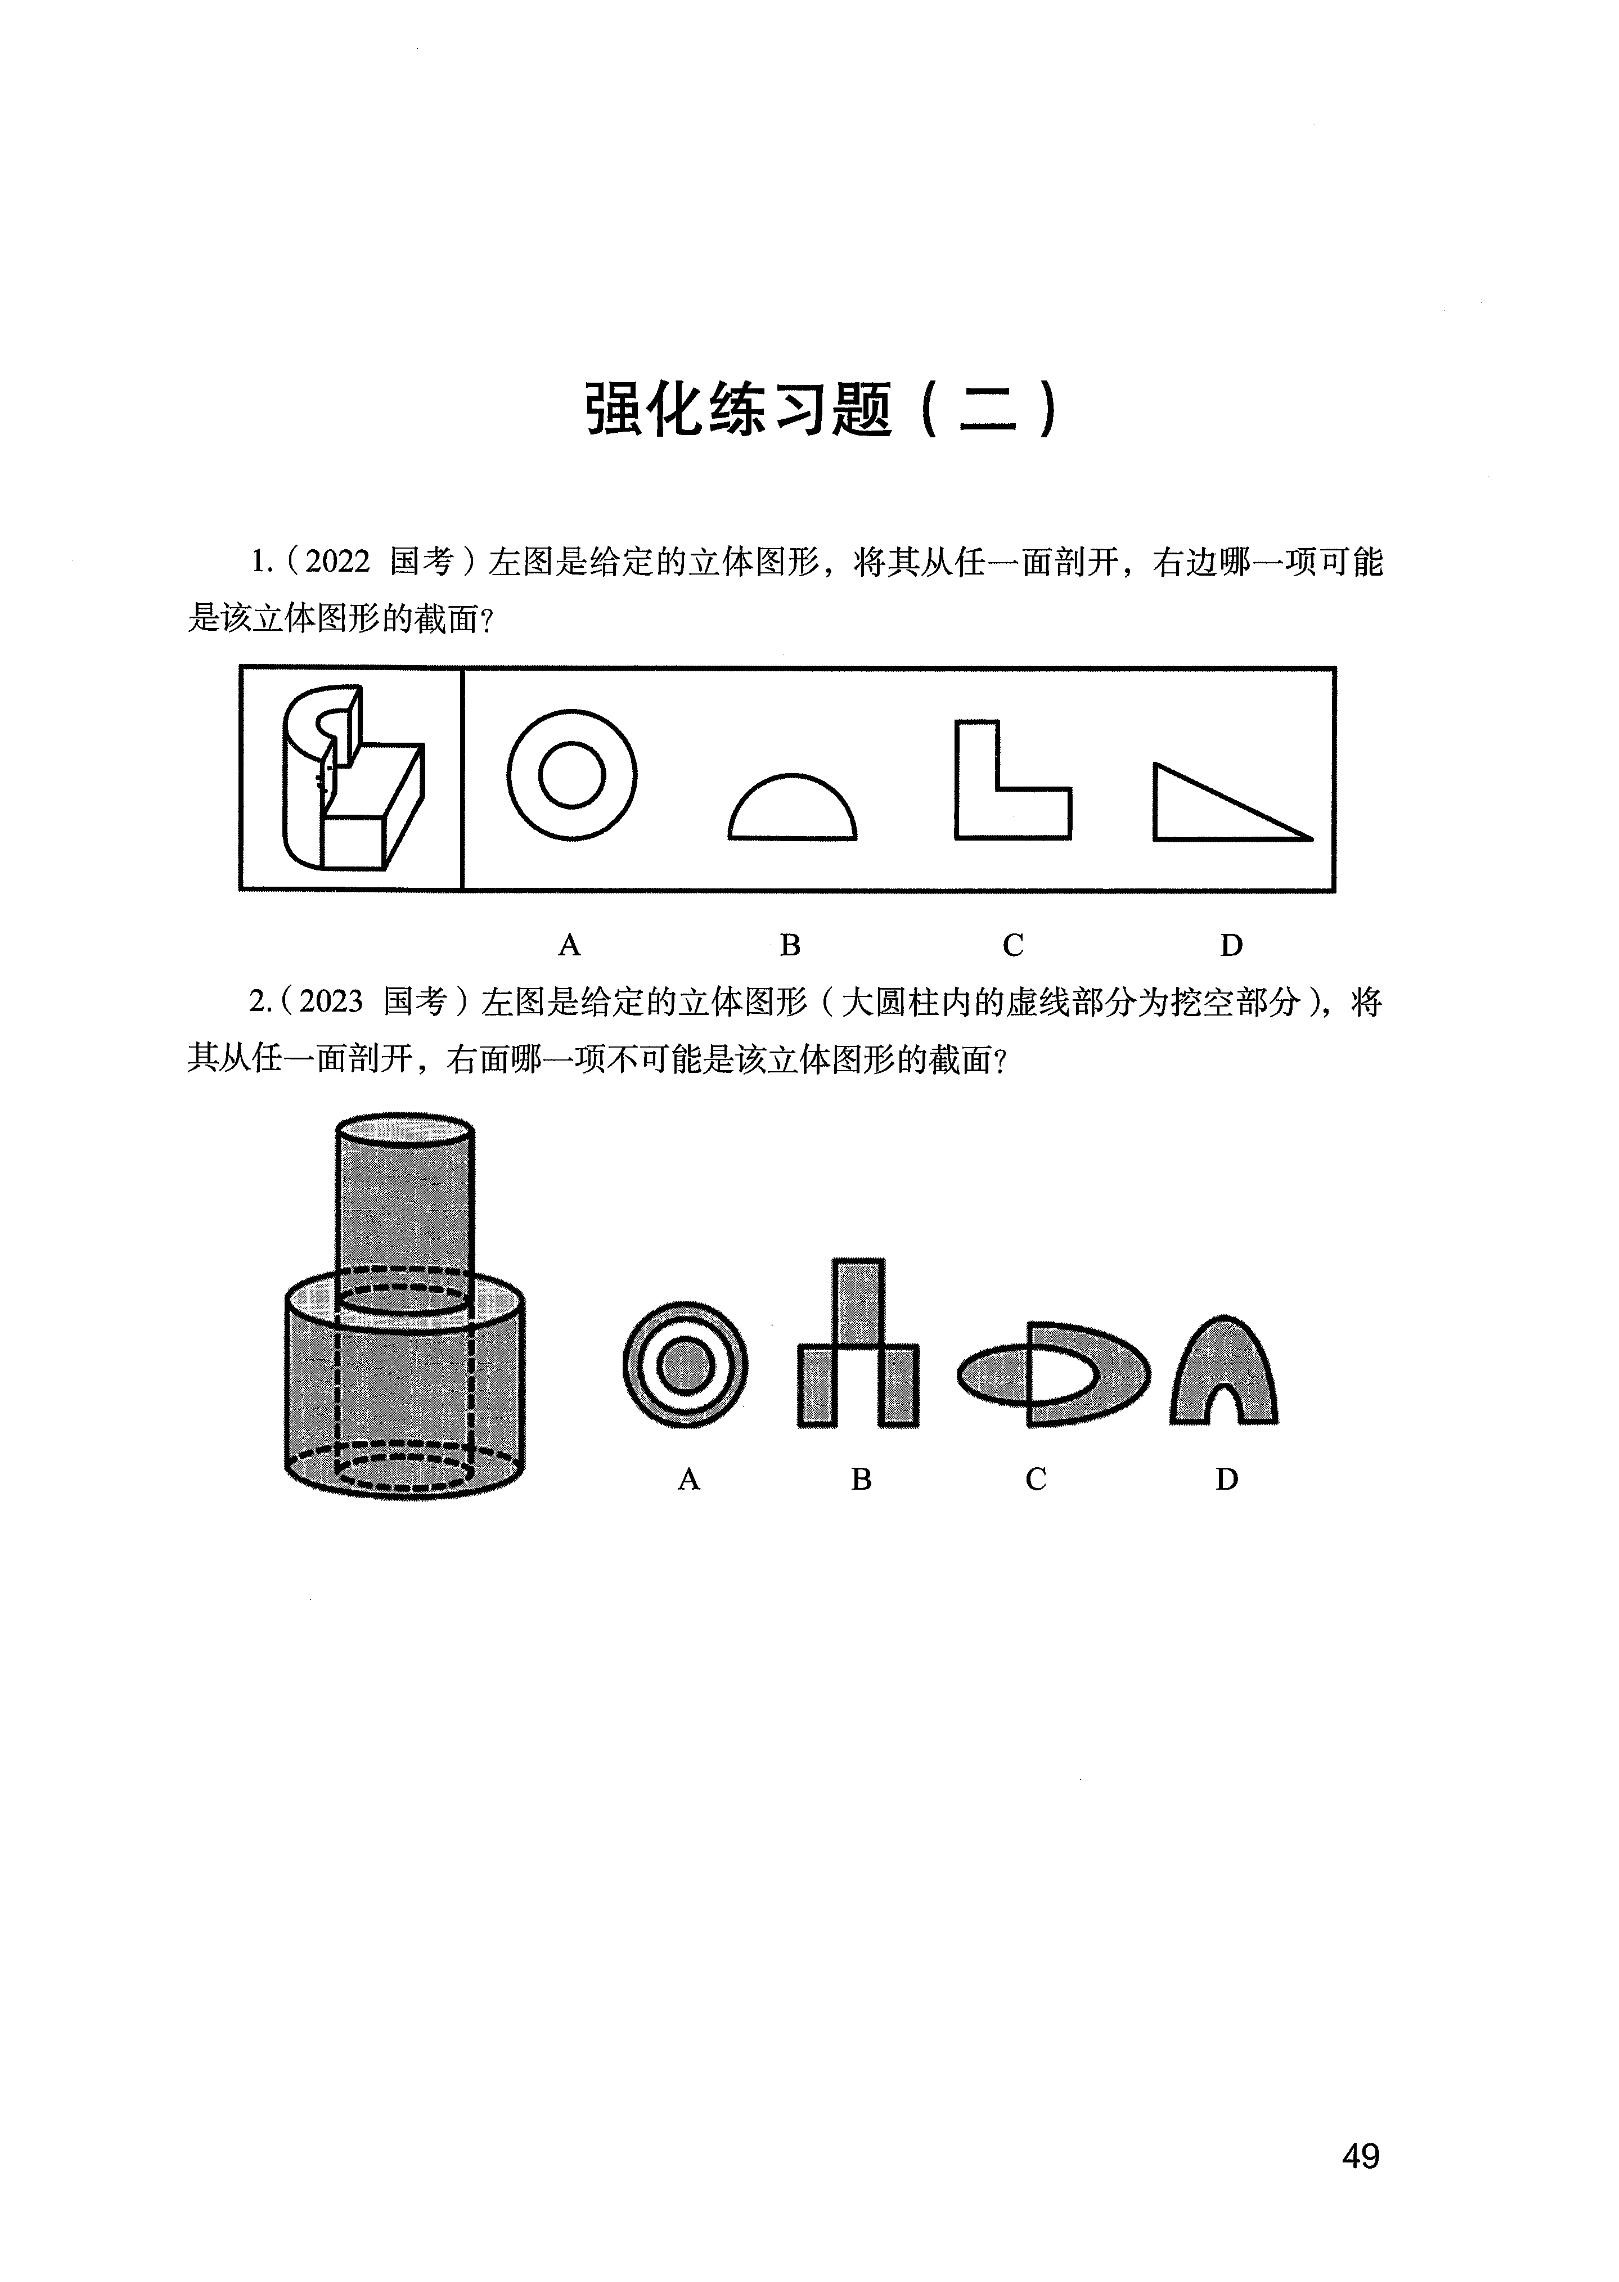 强化练习题（二）
1.（2022 国考）左图是给定的立体图形，将其从任一面剖开，右边哪一项可能
是该立体图形的截面？
A B C D
2.（2023 国考）左图是给定的立体图形（大圆柱内的虚线部分为挖空部分），将
其从任一面剖开，右面哪一项不可能是该立体图形的截面？
A B C D
49